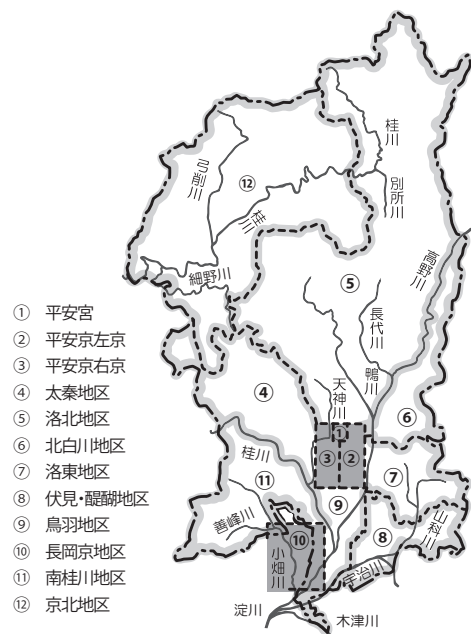 ① 平安宮
② 平安京左京
③ 平安京右京
④ 太秦地区
⑤ 洛北地区
⑥ 北白川地区
⑦ 洛東地区
⑧ 伏見・醍醐地区
⑨ 鳥羽地区
⑩ 長岡京地区
⑪ 南桂川地区
⑫ 京北地区
桂川
弓削川
⑫
別所川
桂川
高野川
細野川
⑤
長代川
鴨川
天神川
④
⑥
①
③
②
桂川
⑪
⑦
善峰川
⑨
山科川
⑩
⑧
小畑川
宇治川
淀川
木津川